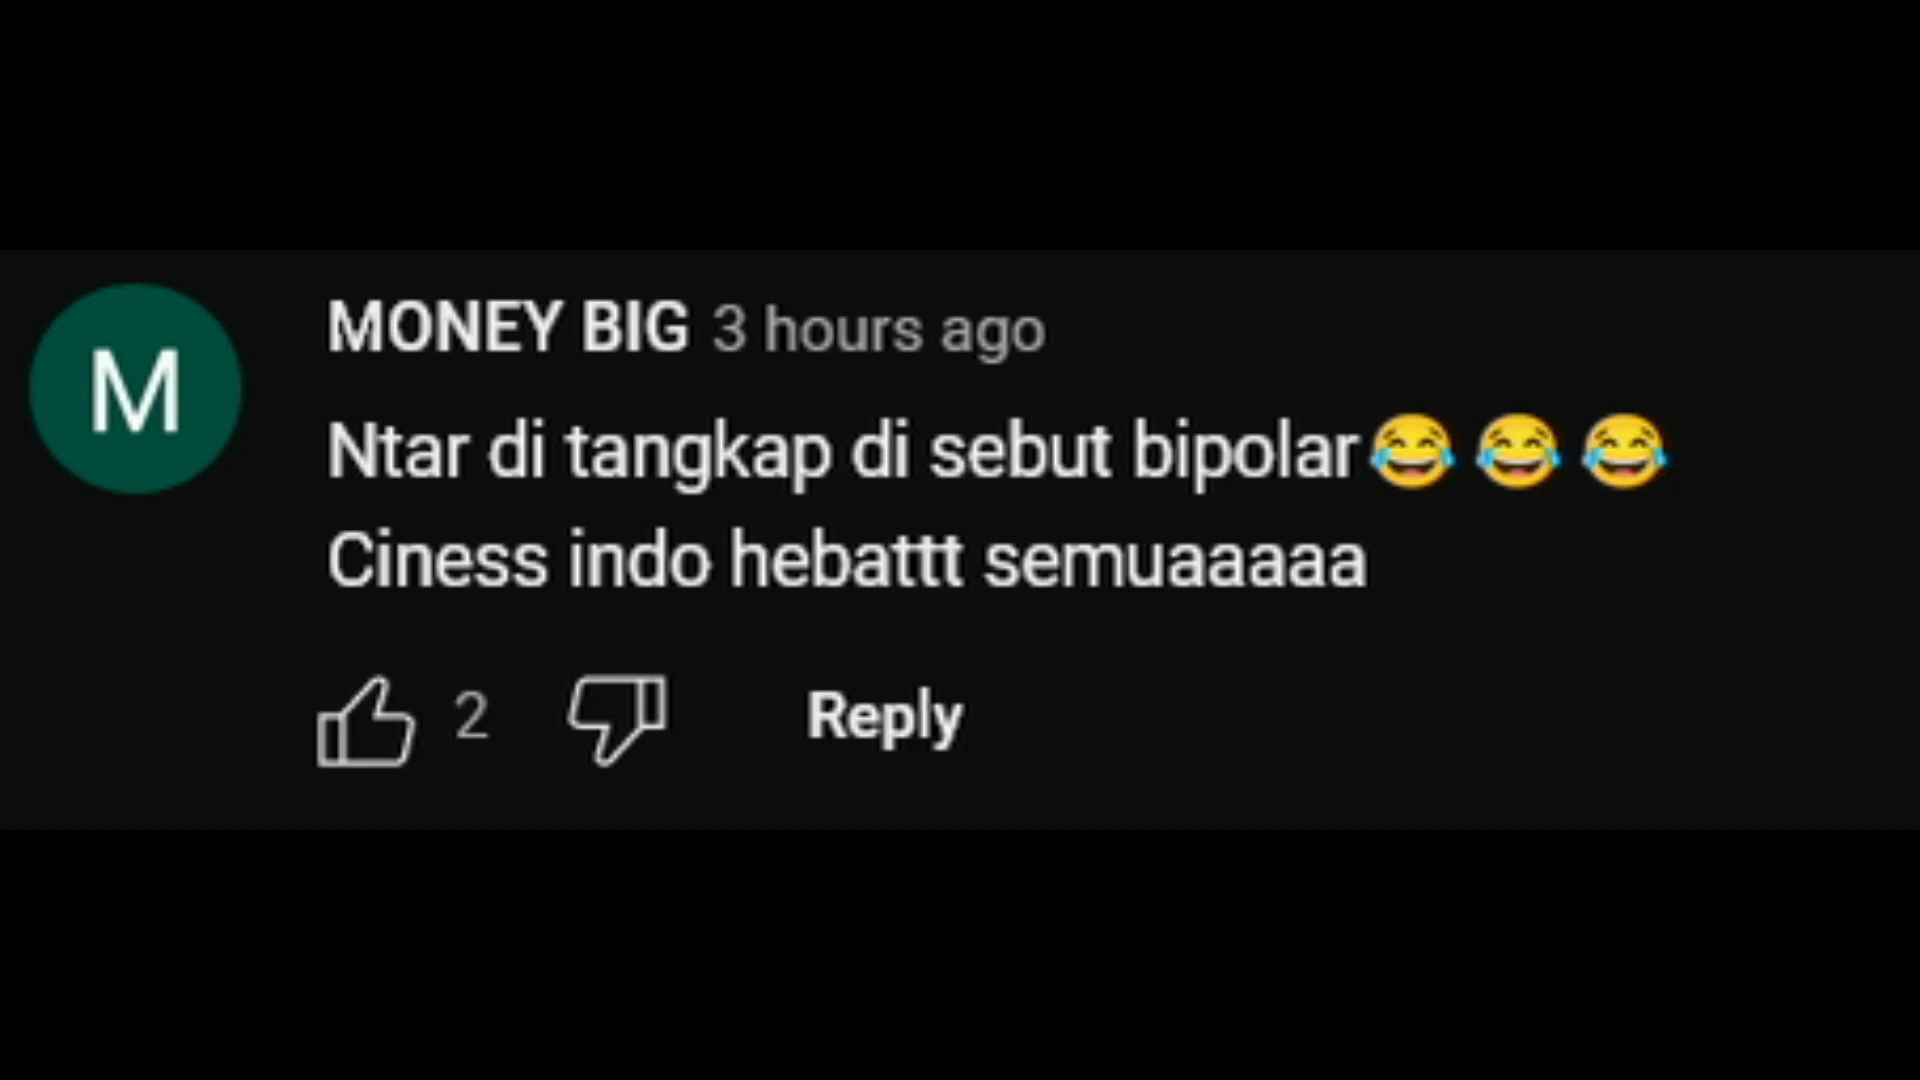 M
MONEY BIG 3 hours ago
Ntar di tangkap di sebut bipolar😂😂😂
Ciness indo hebattt semuaaaaa
2 Reply